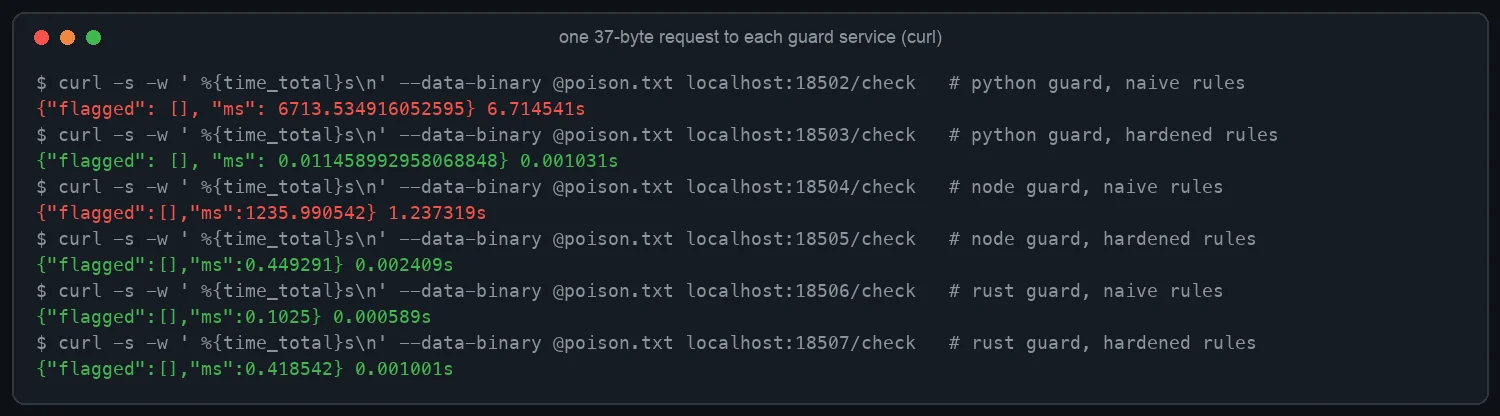 one 37-byte request to each guard service (curl)
$ curl -s -w ' %{time_total}s\n' --data-binary @poison.txt localhost:18502/check # python guard, naive rules
{"flagged": [], "ms": 6713.534916052595} 6.714541s
$ curl -s -w ' %{time_total}s\n' --data-binary @poison.txt localhost:18503/check # python guard, hardened rules
{"flagged": [], "ms": 0.011458992958068848} 0.001031s
$ curl -s -w ' %{time_total}s\n' --data-binary @poison.txt localhost:18504/check # node guard, naive rules
{"flagged":[],"ms":1235.990542} 1.237319s
$ curl -s -w ' %{time_total}s\n' --data-binary @poison.txt localhost:18505/check # node guard, hardened rules
{"flagged":[],"ms":0.449291} 0.002409s
$ curl -s -w ' %{time_total}s\n' --data-binary @poison.txt localhost:18506/check # rust guard, naive rules
{"flagged":[],"ms":0.1025} 0.000589s
$ curl -s -w ' %{time_total}s\n' --data-binary @poison.txt localhost:18507/check # rust guard, hardened rules
{"flagged":[],"ms":0.418542} 0.001001s